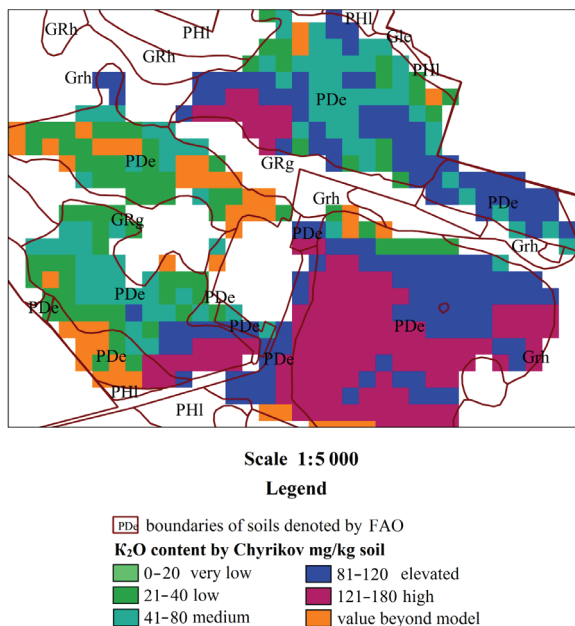 GRh
PHl
PHl
Gle
GRh
PHl
Grh
PDe
PDe
GRg
PDe
Grh
GRg
PDe
Grh
PDe
PDe
PDe
PDe
PDe
PDe
PDe
Grh
PHl
PHl
Scale 1:5 000
Legend
PDe boundaries of soils denoted by FAO
K₂O content by Chyrikov mg/kg soil
0–20 very low
21–40 low
41–80 medium
81–120 elevated
121–180 high
value beyond model